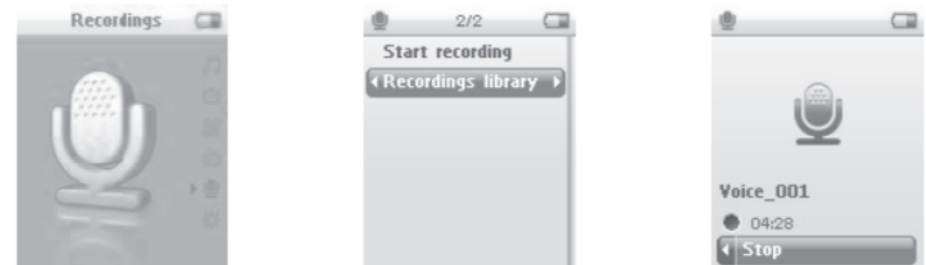 Recordings
2/2
Start recording
Recordings library
Voice_001
04:28
Stop